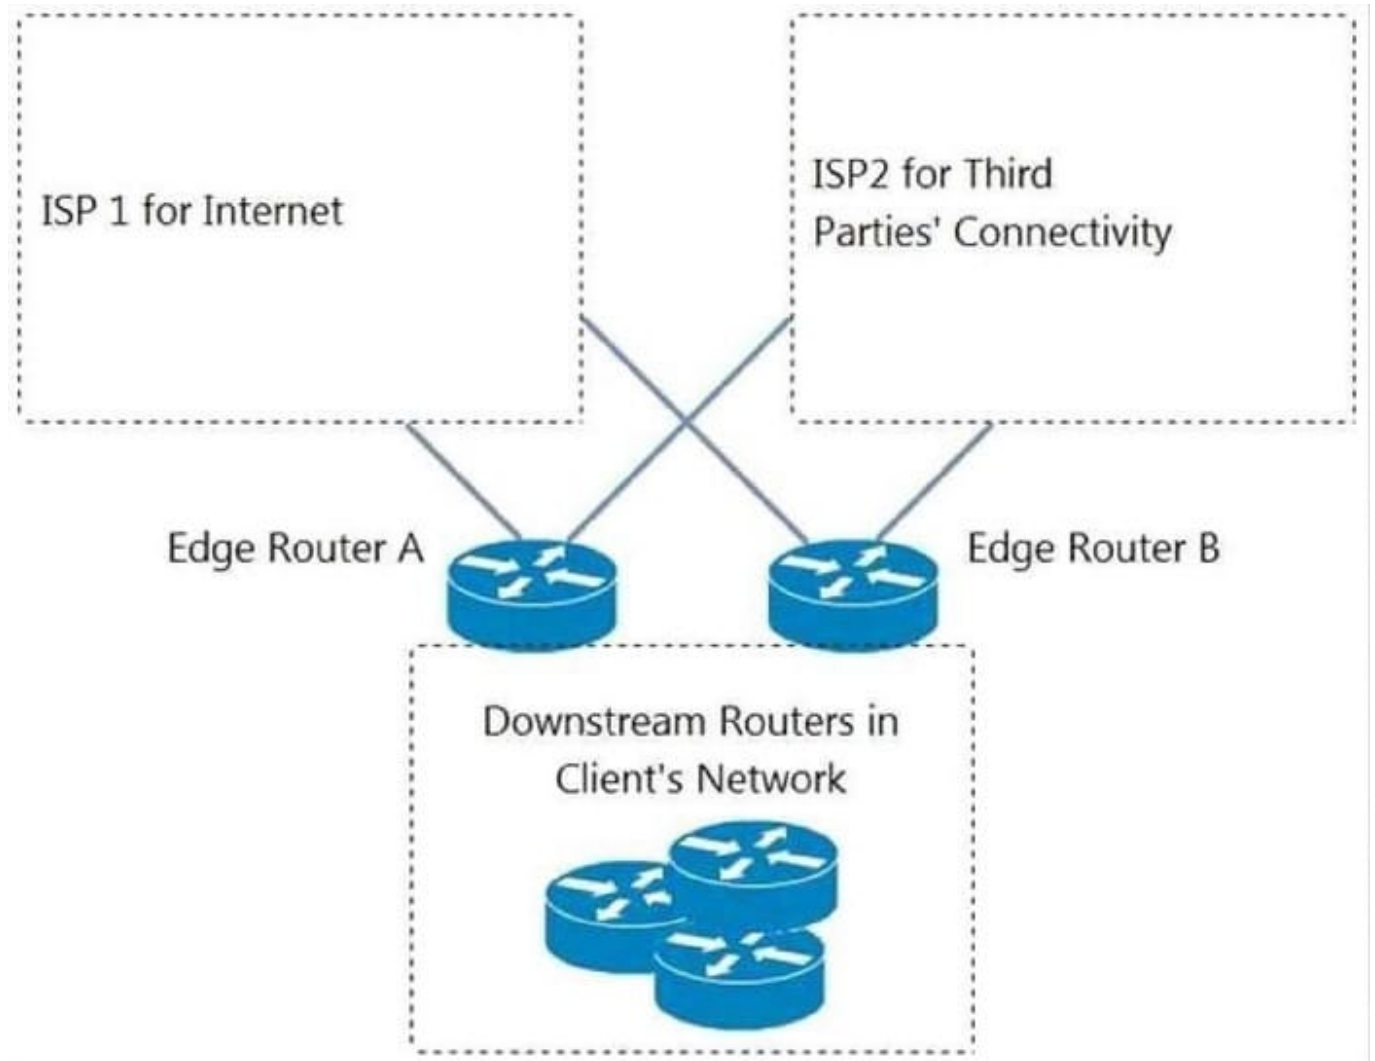 ISP 1 for Internet
ISP2 for Third
Parties' Connectivity
Edge Router A
Edge Router B
Downstream Routers in
Client's Network